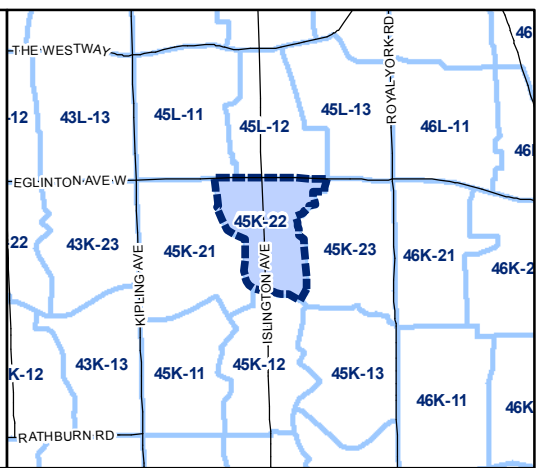 46
THE WESTWAY
ROYAL YORK RD
-12
43L-13
45L-11
45L-12
45L-13
46L-11
46l
EGLINTON AVE W
22
43K-23
45K-21
45K-22
45K-23
46K-21
46K-2
KIPLING AVE
ISLINGTON AVE
K-12
43K-13
45K-11
45K-12
45K-13
46K-11
46K
RATHBURN RD